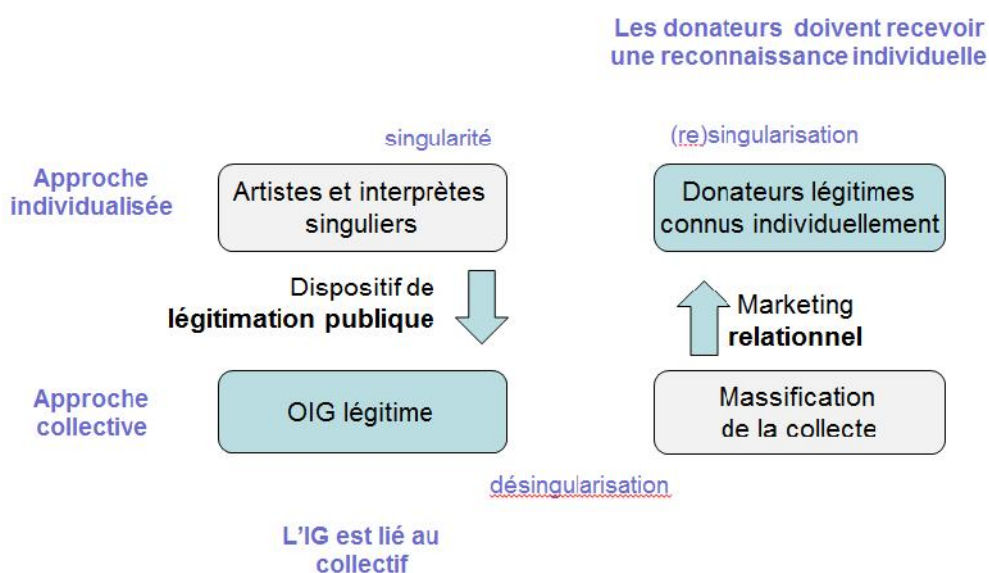 Les donateurs doivent recevoir
une reconnaissance individuelle
singularité
(re)singularisation
Approche
individualisée
Artistes et interprètes
singuliers
Donateurs légitimes
connus individuellement
Dispositif de
légitimation publique
Marketing
relationnel
Approche
collective
OIG légitime
Massification
de la collecte
désingularisation
L'IG est lié au
collectif